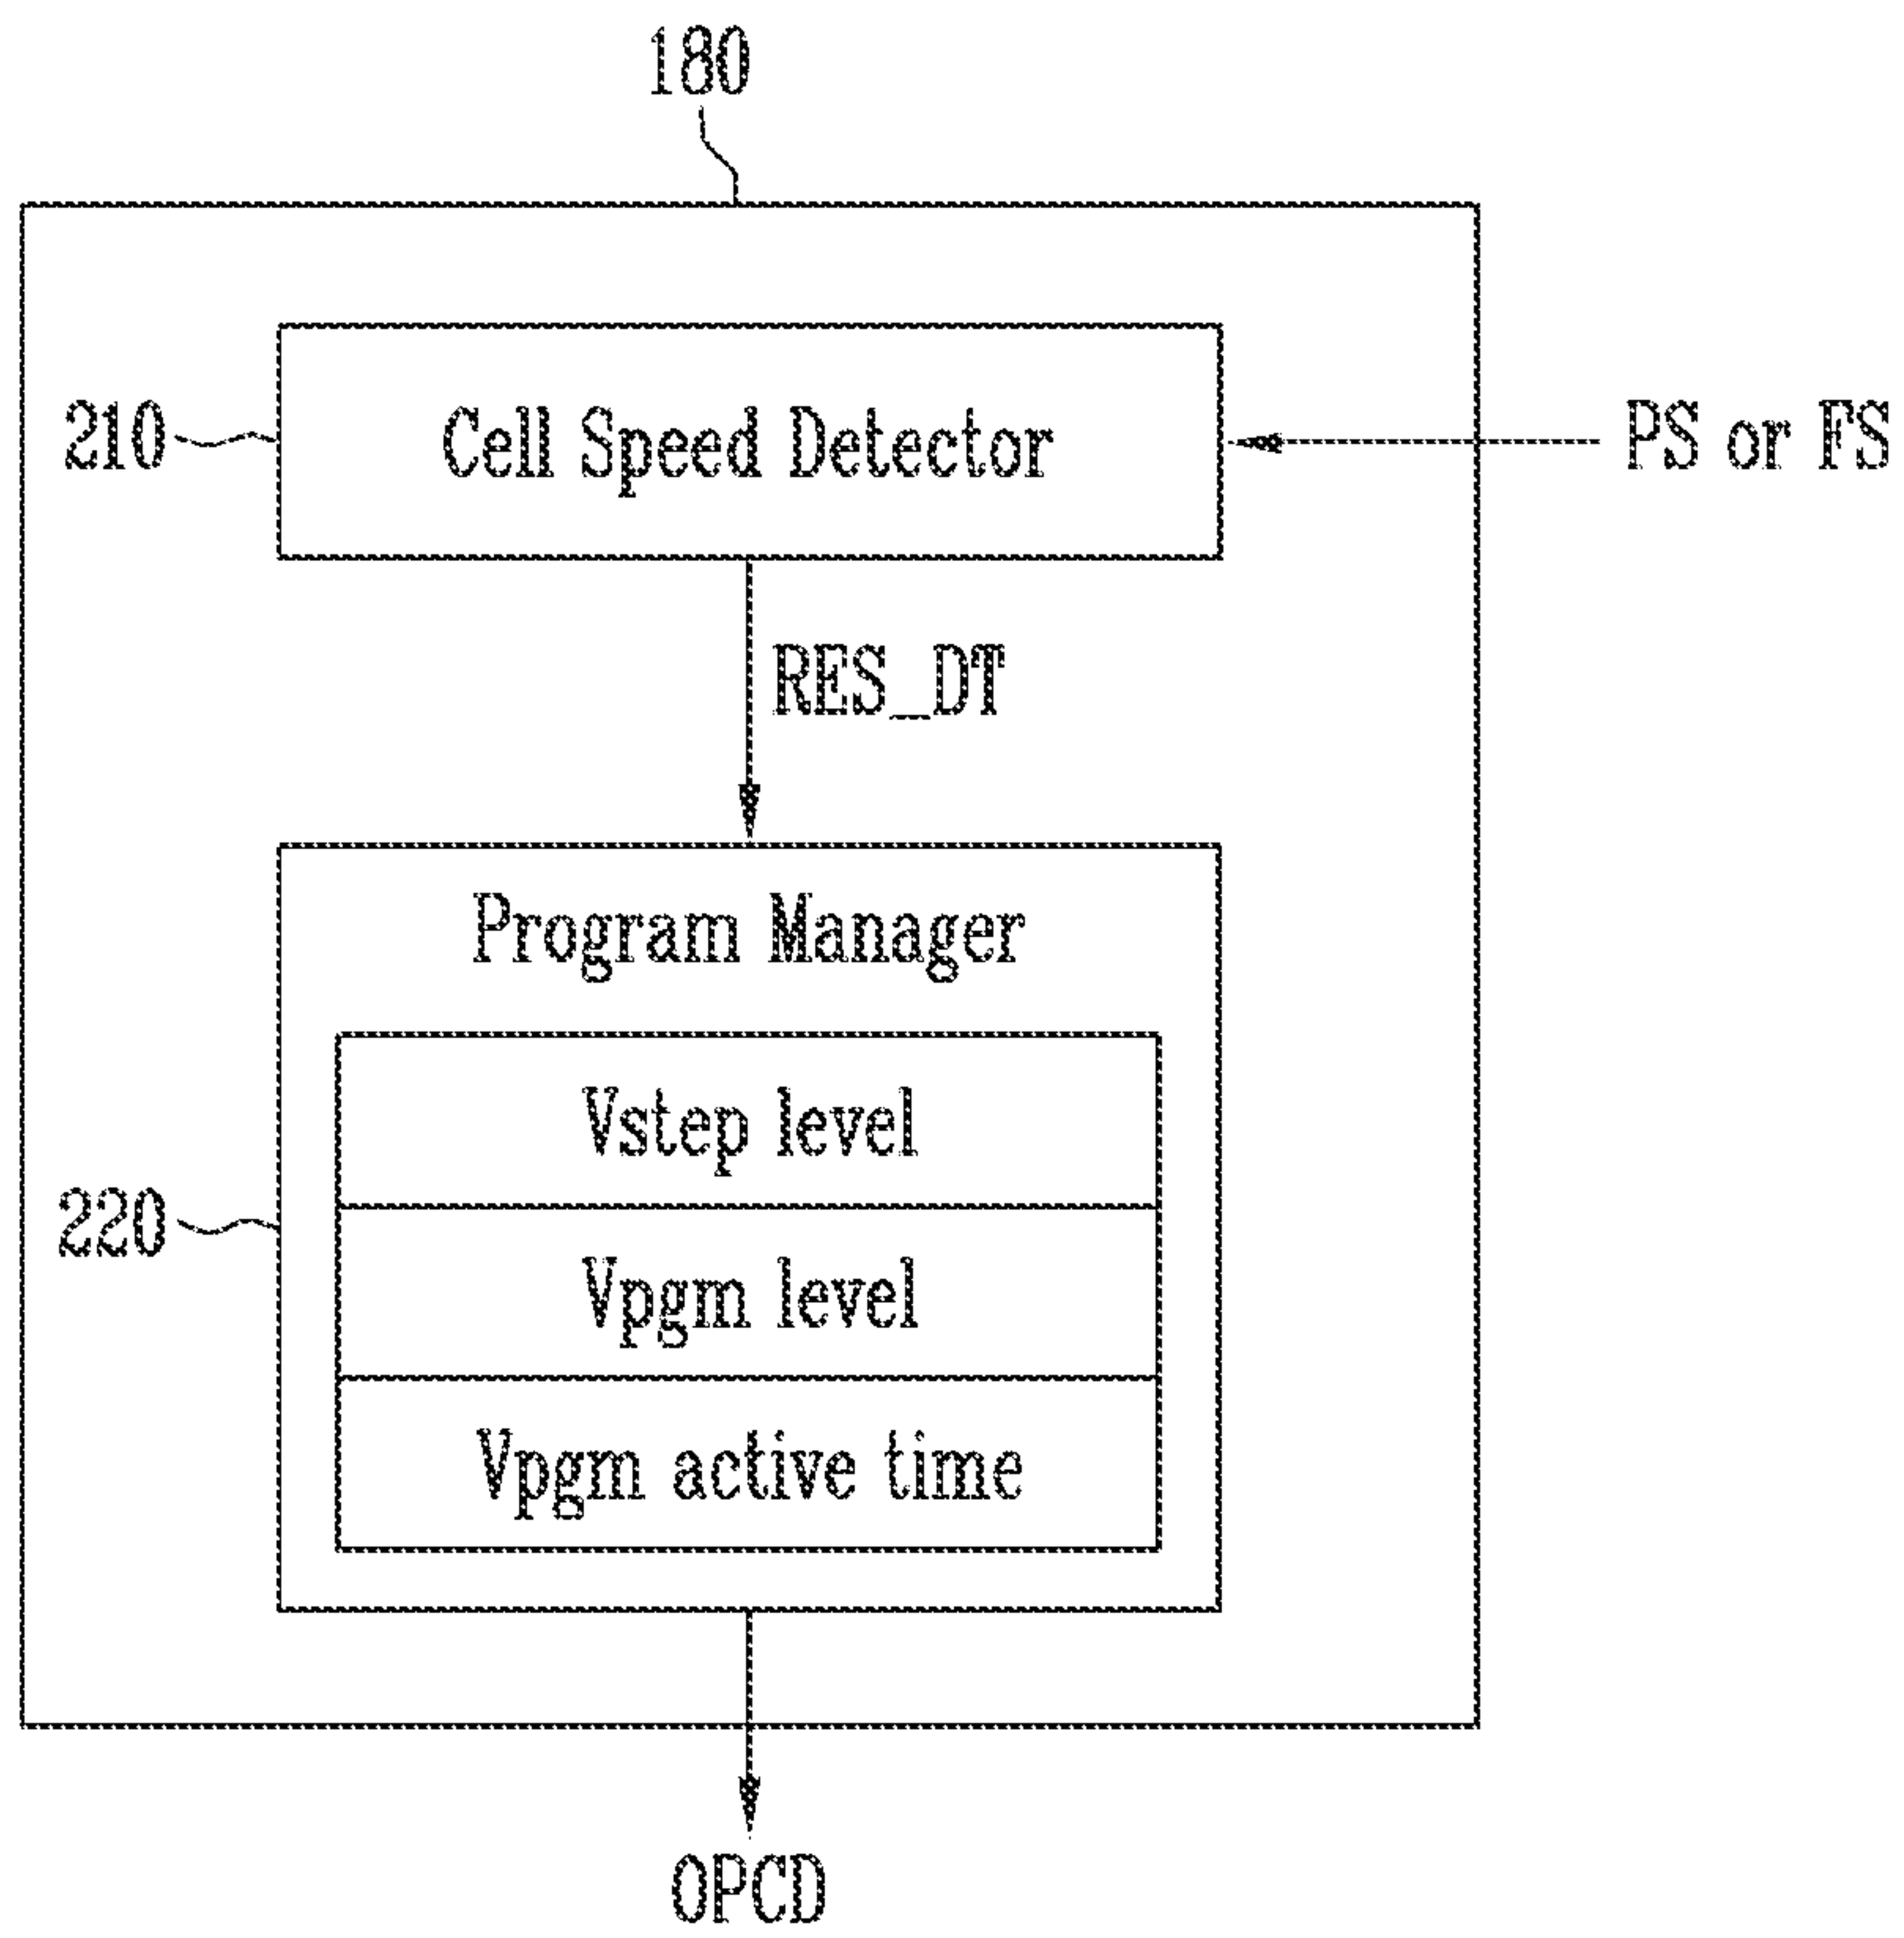 180
210
Cell Speed Detector
PS or FS
RES_DT
Program Manager
Vstep level
220
Vpgm level
Vpgm active time
OPCD